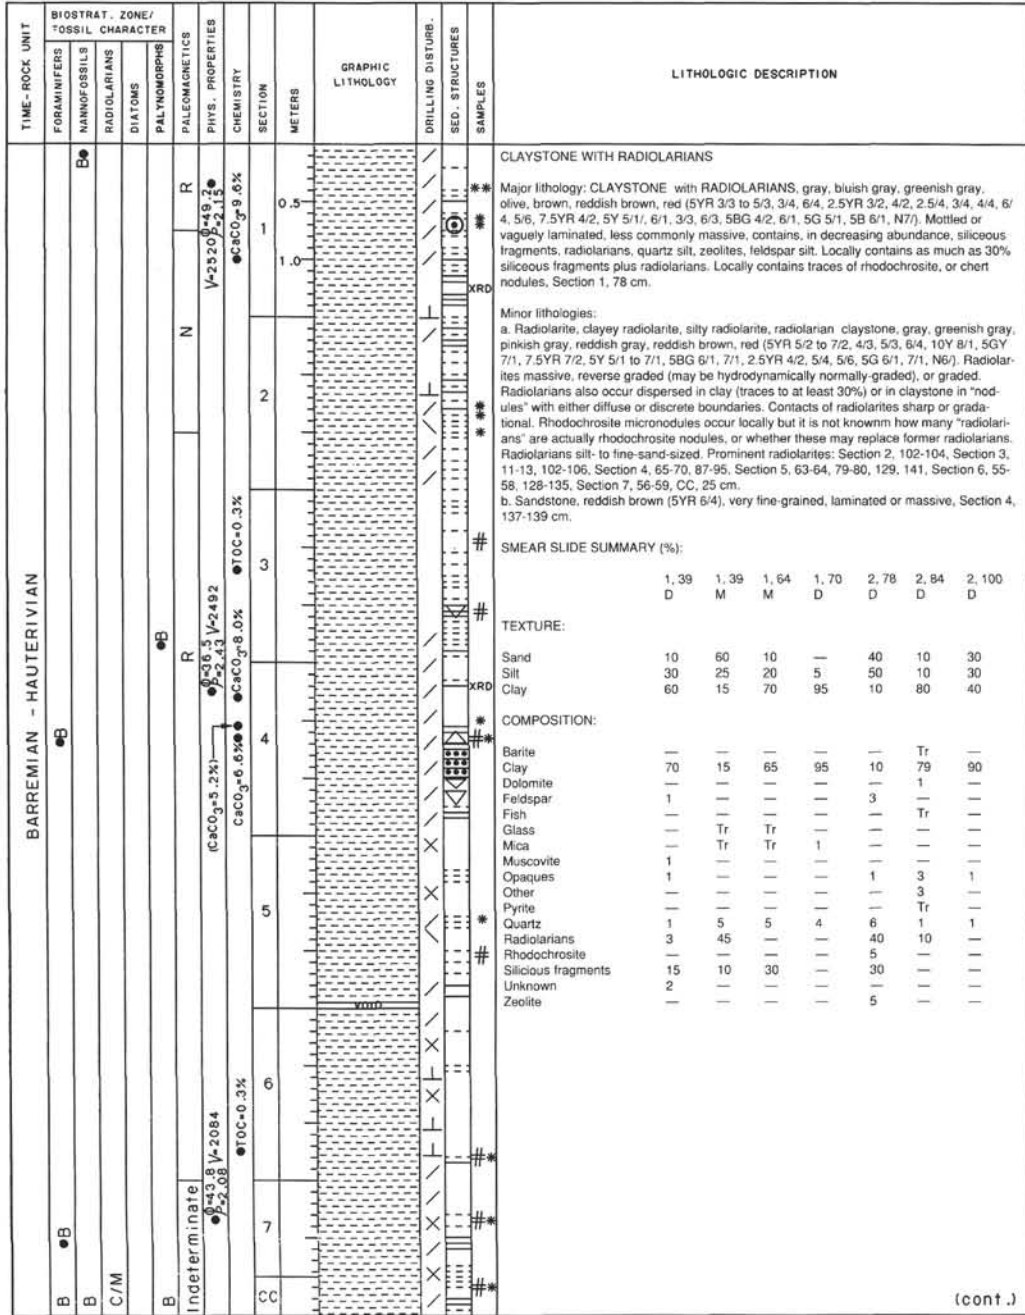 TIME-ROCK UNIT
BIOSTRAT. ZONE/
FOSSIL CHARACTER
FORAMINIFERS
NANNOFOSSILS
RADIOLARIANS
DIATOMS
PALYNOMORPHS
PALEOMAGNETICS
PHYS. PROPERTIES
CHEMISTRY
SECTION
METERS
GRAPHIC
LITHOLOGY
DRILLING DISTURB.
SED. STRUCTURES
SAMPLES
LITHOLOGIC DESCRIPTION
BARREMIAN - HAUTERIVIAN
B●
●B
●B
●B
B
B
C/M
B
R
N
R
Indeterminate
V=2520 Ø=49.2 ●
P=2.15
●Ø=36.5 V=2492
P=2.43
●Ø=43.8 V=2084
P=2.08
●CaCO3=9.6%
●TOC=0.3%
●CaCO3=8.0%
(CaCO3=5.2%)
CaCO3=6.6%●
●TOC=0.3%
1
2
3
4
5
6
7
CC
0.5
1.0
VOID
**
*
*
XRD
*
*
*
#
#
XRD
*
#*
*
#
#*
#*
#*
CLAYSTONE WITH RADIOLARIANS
Major lithology: CLAYSTONE with RADIOLARIANS, gray, bluish gray, greenish gray,
olive, brown, reddish brown, red (5YR 3/3 to 5/3, 3/4, 6/4, 2.5YR 3/2, 4/2, 2.5/4, 3/4, 4/4, 6/
4, 5/6, 7.5YR 4/2, 5Y 5/1/, 6/1, 3/3, 6/3, 5BG 4/2, 6/1, 5G 5/1, 5B 6/1, N7/). Mottled or
vaguely laminated, less commonly massive, contains, in decreasing abundance, siliceous
fragments, radiolarians, quartz silt, zeolites, feldspar silt. Locally contains as much as 30%
siliceous fragments plus radiolarians. Locally contains traces of rhodochrosite, or chert
nodules, Section 1, 78 cm.
Minor lithologies:
a. Radiolarite, clayey radiolarite, silty radiolarite, radiolarian claystone, gray, greenish gray,
pinkish gray, reddish gray, reddish brown, red (5YR 5/2 to 7/2, 4/3, 5/3, 6/4, 10Y 8/1, 5GY
7/1, 7.5YR 7/2, 5Y 5/1 to 7/1, 5BG 6/1, 7/1, 2.5YR 4/2, 5/4, 5/6, 5G 6/1, 7/1, N6/). Radiolar-
ites massive, reverse graded (may be hydrodynamically normally-graded), or graded.
Radiolarians also occur dispersed in clay (traces to at least 30%) or in claystone in "nod-
ules" with either diffuse or discrete boundaries. Contacts of radiolarites sharp or grada-
tional. Rhodochrosite micronodules occur locally but it is not knownm how many "radiolari-
ans" are actually rhodochrosite nodules, or whether these may replace former radiolarians.
Radiolarians silt- to fine-sand-sized. Prominent radiolarites: Section 2, 102-104, Section 3,
11-13, 102-106, Section 4, 65-70, 87-95, Section 5, 63-64, 79-80, 129, 141, Section 6, 55-
58, 128-135, Section 7, 56-59, CC, 25 cm.
b. Sandstone, reddish brown (5YR 6/4), very fine-grained, laminated or massive, Section 4,
137-139 cm.
SMEAR SLIDE SUMMARY (%):
1, 39 1, 39 1, 64 1, 70 2, 78 2, 84 2, 100
D M M D D D D
TEXTURE:
Sand 10 60 10 — 40 10 30
Silt 30 25 20 5 50 10 30
Clay 60 15 70 95 10 80 40
COMPOSITION:
Barite — — — — — Tr —
Clay 70 15 65 95 10 79 90
Dolomite — — — — — 1 —
Feldspar 1 — — — 3 — —
Fish — — — — — Tr —
Glass — Tr Tr — — — —
Mica — Tr Tr 1 — — —
Muscovite 1 — — — — — —
Opaques 1 — — — 1 3 1
Other — — — — — 3 —
Pyrite — — — — — Tr —
Quartz 1 5 5 4 6 1 1
Radiolarians 3 45 — — 40 10 —
Rhodochrosite — — — — 5 — —
Silicious fragments 15 10 30 — 30 — —
Unknown 2 — — — — — —
Zeolite — — — — 5 — —
(cont.)